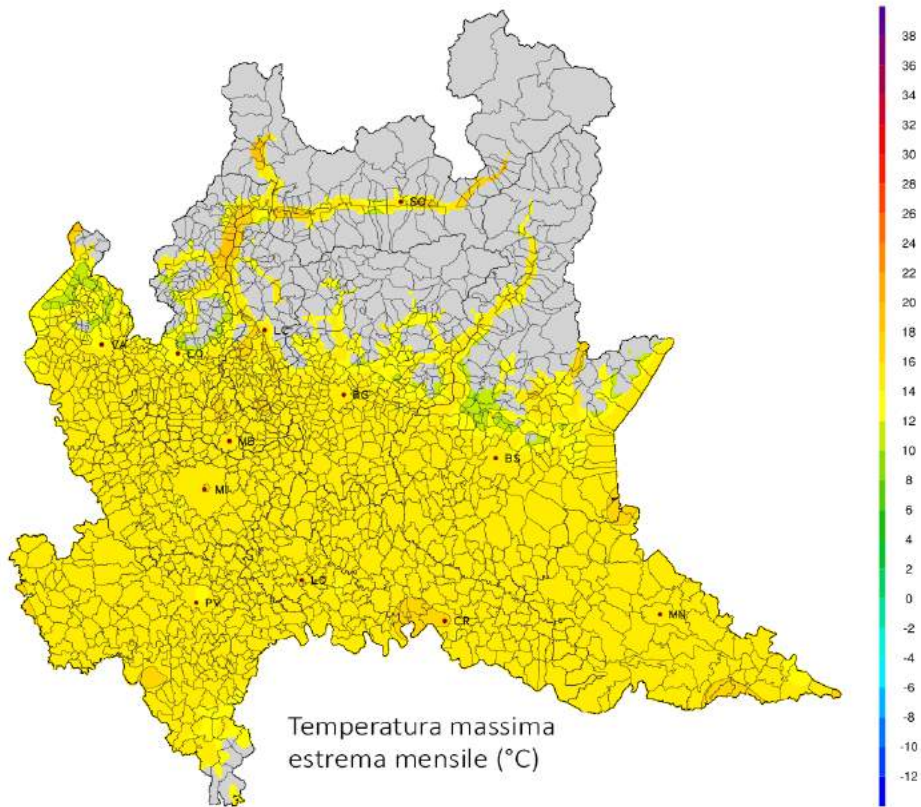 38
36
34
32
30
28
26
24
22
20
18
16
14
12
10
8
6
4
2
0
-2
-4
-6
-8
-10
-12
SO
LC
VA
CO
BG
MB
BS
MI
LO
PV
CR
MN
Temperatura massima
estrema mensile (°C)